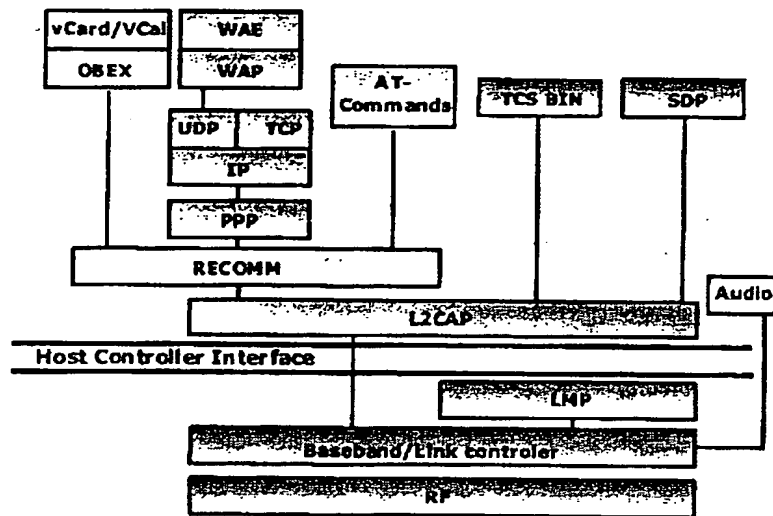 vCard/VCal
WAE
OBEX
WAP
AT-
Commands
TCS BIN
SDP
UDP
TCP
IP
PPP
RECOMM
L2CAP
Audio
Host Controller Interface
LMP
Baseband/Link controler
RF